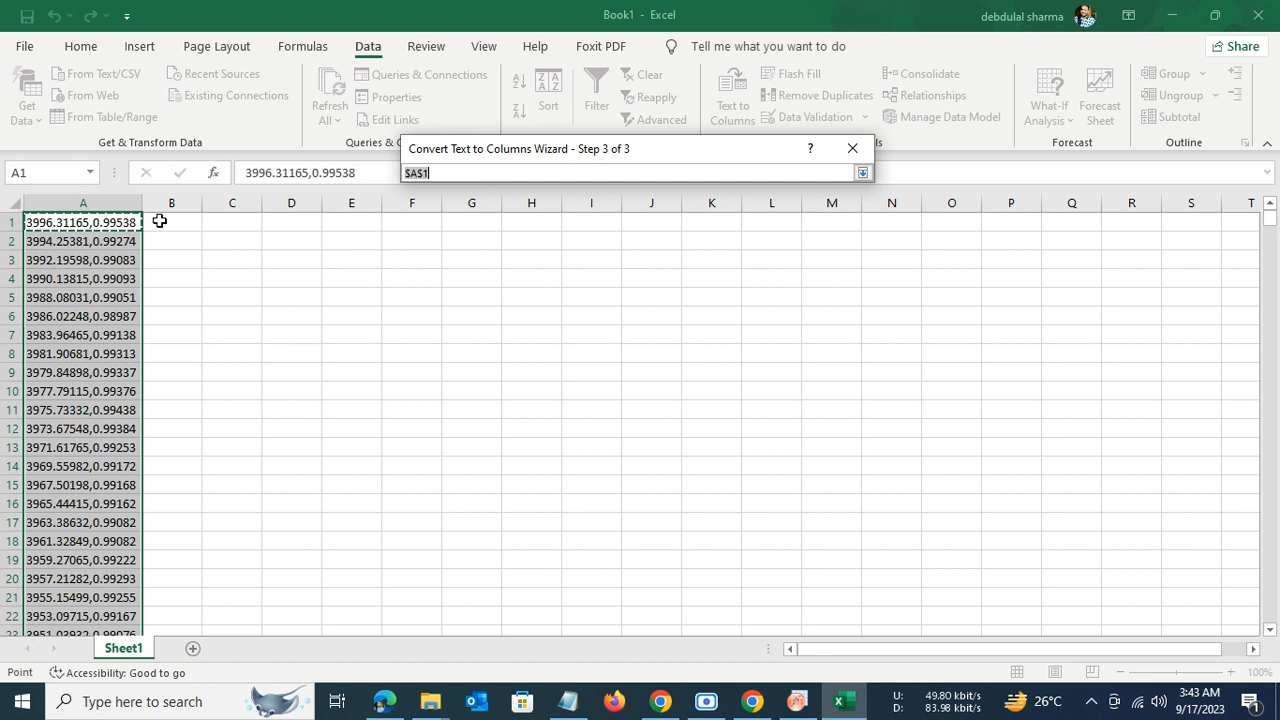 Book1 - Excel
debdulal sharma
File Home Insert Page Layout Formulas Data Review View Help Foxit PDF Tell me what you want to do Share
Get Data
From Text/CSV
From Web
From Table/Range
Recent Sources
Existing Connections
Get & Transform Data
Refresh All
Queries & Connections
Properties
Edit Links
Queries & C
Sort
Filter
Clear
Reapply
Advanced
Text to Columns
Flash Fill
Remove Duplicates
Data Validation
Consolidate
Relationships
Manage Data Model
ls
What-If Analysis
Forecast Sheet
Forecast
Group
Ungroup
Subtotal
Outline
Convert Text to Columns Wizard - Step 3 of 3 ?
$A$1
A1 fx 3996.31165,0.99538
A B C D E F G H I J K L M N O P Q R S T
1 3996.31165,0.99538
2 3994.25381,0.99274
3 3992.19598,0.99083
4 3990.13815,0.99093
5 3988.08031,0.99051
6 3986.02248,0.98987
7 3983.96465,0.99138
8 3981.90681,0.99313
9 3979.84898,0.99337
10 3977.79115,0.99376
11 3975.73332,0.99438
12 3973.67548,0.99384
13 3971.61765,0.99253
14 3969.55982,0.99172
15 3967.50198,0.99168
16 3965.44415,0.99162
17 3963.38632,0.99082
18 3961.32849,0.99082
19 3959.27065,0.99222
20 3957.21282,0.99293
21 3955.15499,0.99255
22 3953.09715,0.99167
23 3951.03932,0.99076
Sheet1
Point Accessibility: Good to go 100%
Type here to search
U: 49.80 kbit/s
D: 83.98 kbit/s
26°C
3:43 AM
9/17/2023
1